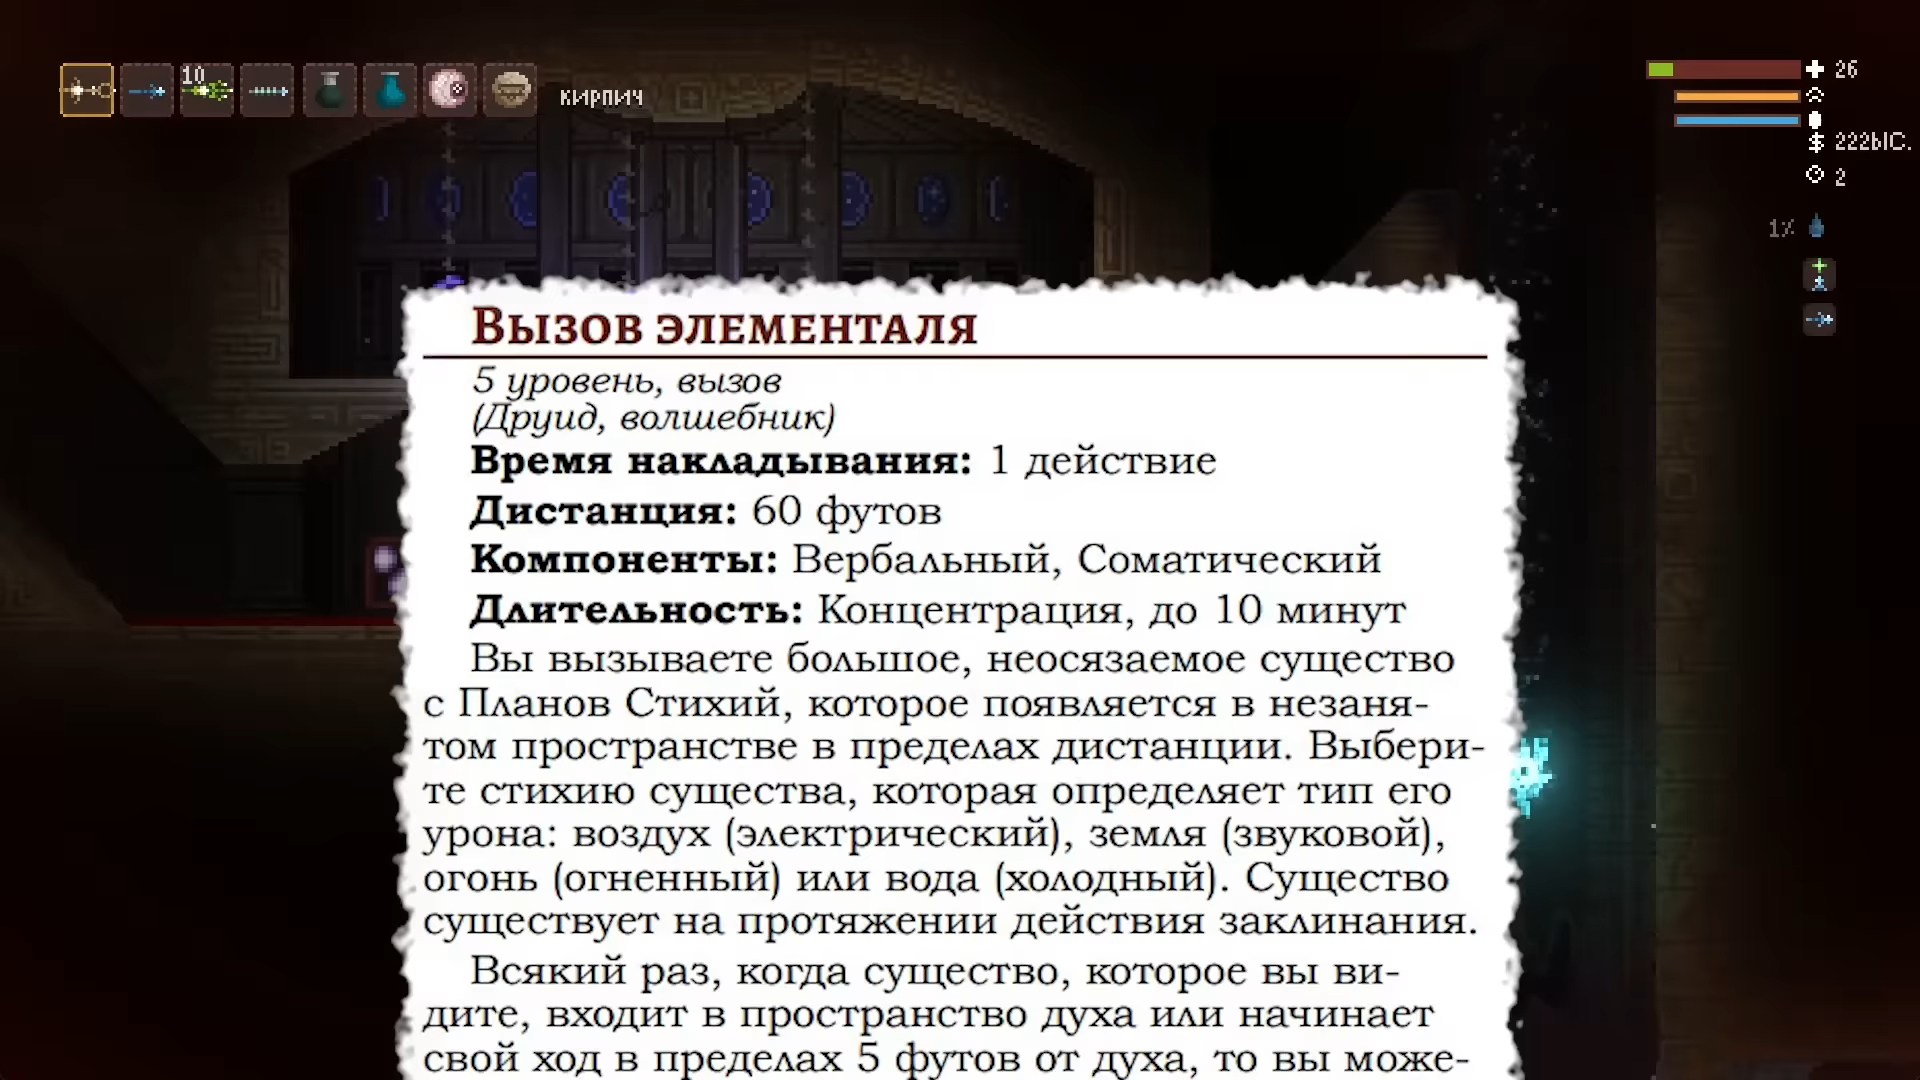 10
кирпич
26
222ЫС.
2
1%
Вызов элементаля
5 уровень, вызов
(Друид, волшебник)
Время накладывания: 1 действие
Дистанция: 60 футов
Компоненты: Вербальный, Соматический
Длительность: Концентрация, до 10 минут
Вы вызываете большое, неосязаемое существо
с Планов Стихий, которое появляется в незаня-
том пространстве в пределах дистанции. Выбери-
те стихию существа, которая определяет тип его
урона: воздух (электрический), земля (звуковой),
огонь (огненный) или вода (холодный). Существо
существует на протяжении действия заклинания.
Всякий раз, когда существо, которое вы ви-
дите, входит в пространство духа или начинает
свой ход в пределах 5 футов от духа, то вы може-